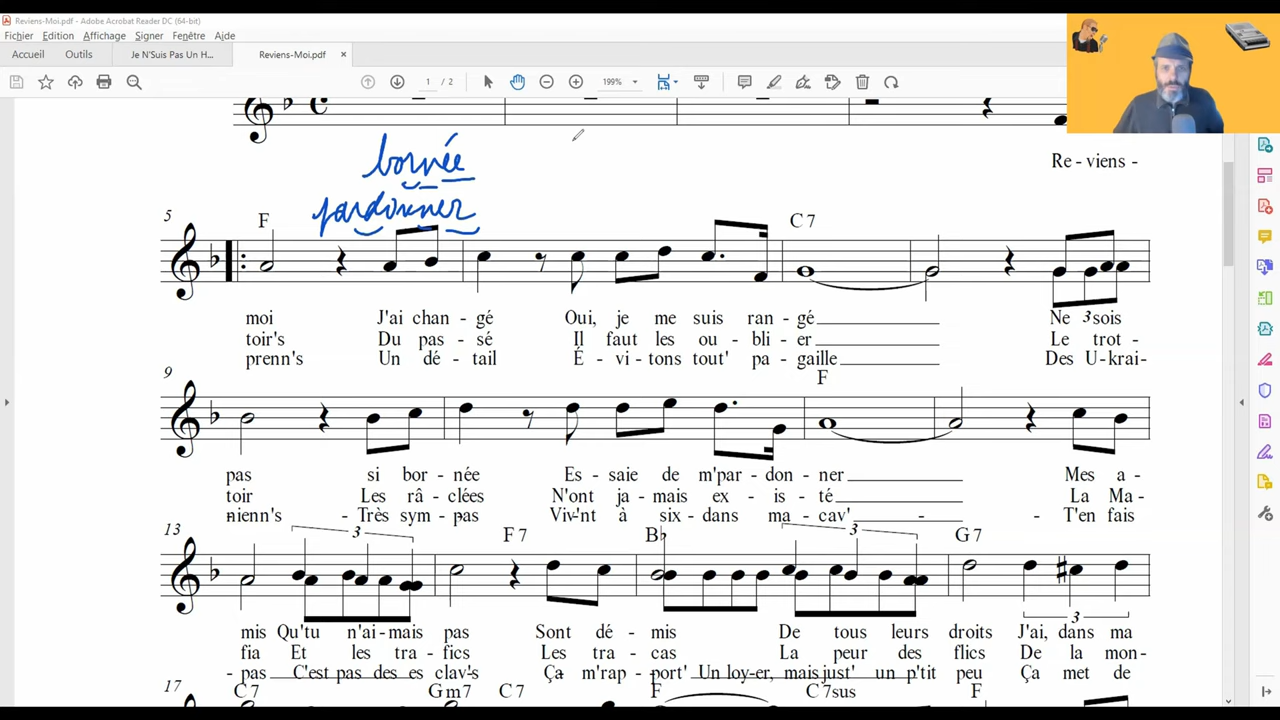 Reviens-Moi.pdf - Adobe Acrobat Reader DC (64-bit)
Fichier Edition Affichage Signer Fenêtre Aide
Accueil Outils Je N'Suis Pas Un H... Reviens-Moi.pdf ×
1 / 2 199%
Re - viens -
bornée
pardonner
5 F C 7
moi J'ai chan - gé Oui, je me suis ran - gé Ne sois
3
toir's Du pas - sé Il faut les ou - bli - er Le trot -
prenn's Un dé - tail É - vi - tons tout' pa - gaille Des U-krai-
9 F
pas si bor - née Es - saie de m'par - don - ner Mes a -
toir Les râ - clées N'ont ja - mais ex - is - té La Ma -
-nienn's - Très sym - pas Viv'nt à six - dans ma - cav' - - T'en fais
13 3 F 7 B♭ 3 G 7
3
mis Qu'tu n'ai - mais pas Sont dé - mis De tous leurs droits J'ai, dans ma
fia Et les tra - fics Les tra - cas La peur des flics De la mon-
- pas C'est pas des es clav's Ça m'rap - port' Un loy-er, mais just' un p'tit peu Ça met de
17 C 7 G m 7 C 7 F C 7sus F